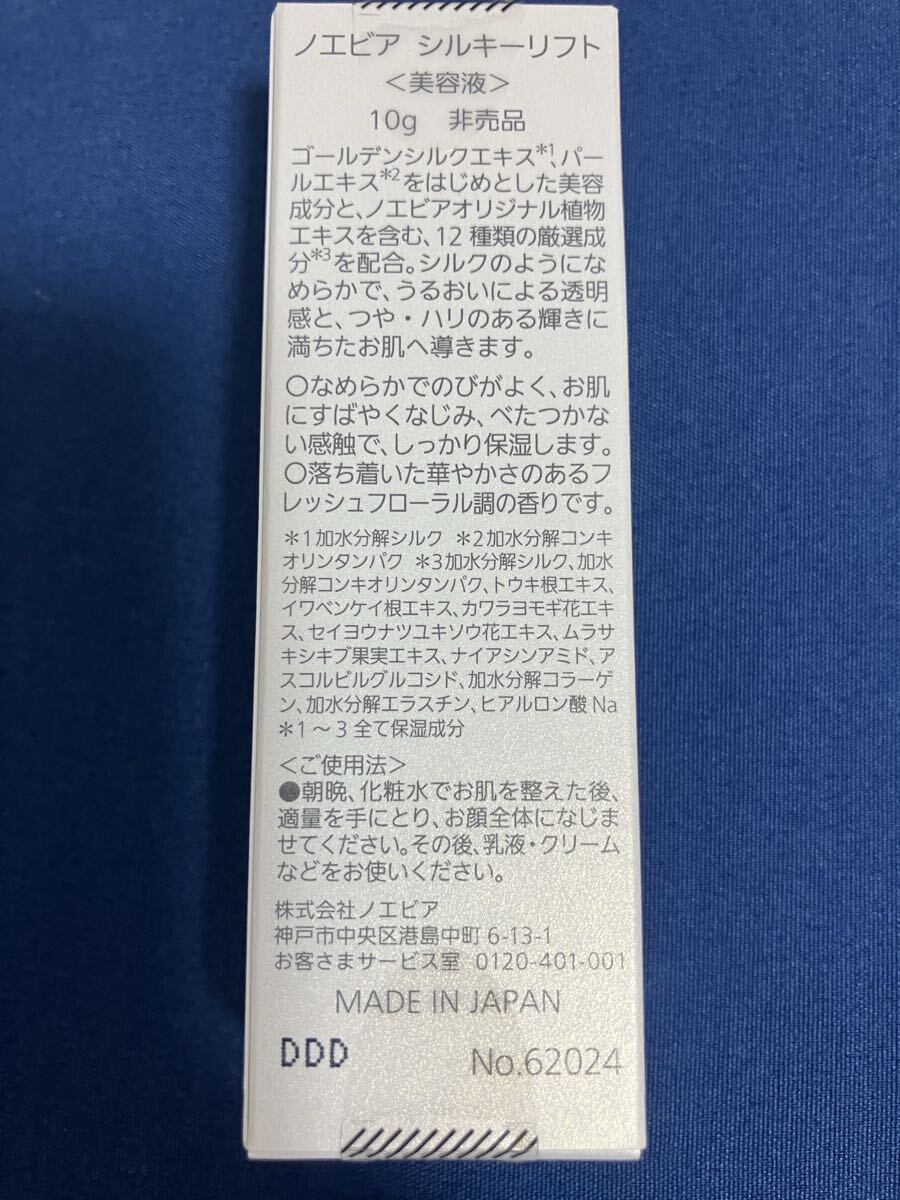 ノエビア シルキーリフト
＜美容液＞
10g 非売品
ゴールデンシルクエキス*1、パー
ルエキス*2をはじめとした美容
成分と、ノエビアオリジナル植物
エキスを含む、12種類の厳選成
分*3を配合。シルクのようにな
めらかで、うるおいによる透明
感と、つや・ハリのある輝きに
満ちたお肌へ導きます。
○なめらかでのびがよく、お肌
にすばやくなじみ、べたつかな
い感触で、しっかり保湿します。
○落ち着いた華やかさのあるフ
レッシュフローラル調の香りです。
＊1加水分解シルク ＊2加水分解コンキ
オリンタンパク ＊3加水分解シルク、加水
分解コンキオリンタンパク、トウキ根エキス、
イワベンケイ根エキス、カワラヨモギ花エキ
ス、セイヨウナツユキソウ花エキス、ムラサ
キシキブ果実エキス、ナイアシンアミド、ア
スコルビルグルコシド、加水分解コラーゲ
ン、加水分解エラスチン、ヒアルロン酸Na
＊1～3全て保湿成分
＜ご使用法＞
●朝晩、化粧水でお肌を整えた後、
適量を手にとり、お顔全体になじま
せてください。その後、乳液・クリーム
などをお使いください。
株式会社ノエビア
神戸市中央区港島中町6-13-1
お客さまサービス室 0120-401-001
MADE IN JAPAN
DDD No.62024